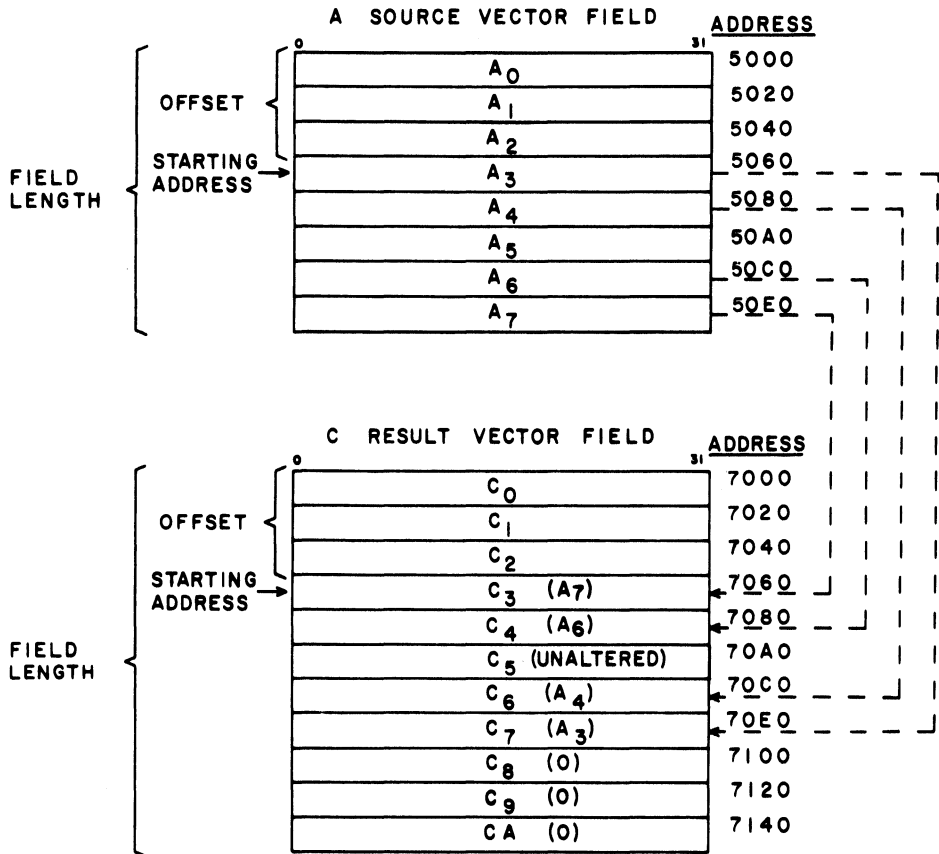 A SOURCE VECTOR FIELD ADDRESS
0 31
A0 5000
OFFSET A1 5020
A2 5040
STARTING ADDRESS A3 5060
FIELD LENGTH
A4 5080
A5 50A0
A6 50C0
A7 50E0
C RESULT VECTOR FIELD ADDRESS
0 31
C0 7000
OFFSET C1 7020
C2 7040
STARTING ADDRESS C3 (A7) 7060
C4 (A6) 7080
FIELD LENGTH C5 (UNALTERED) 70A0
C6 (A4) 70C0
C7 (A3) 70E0
C8 (0) 7100
C9 (0) 7120
CA (0) 7140